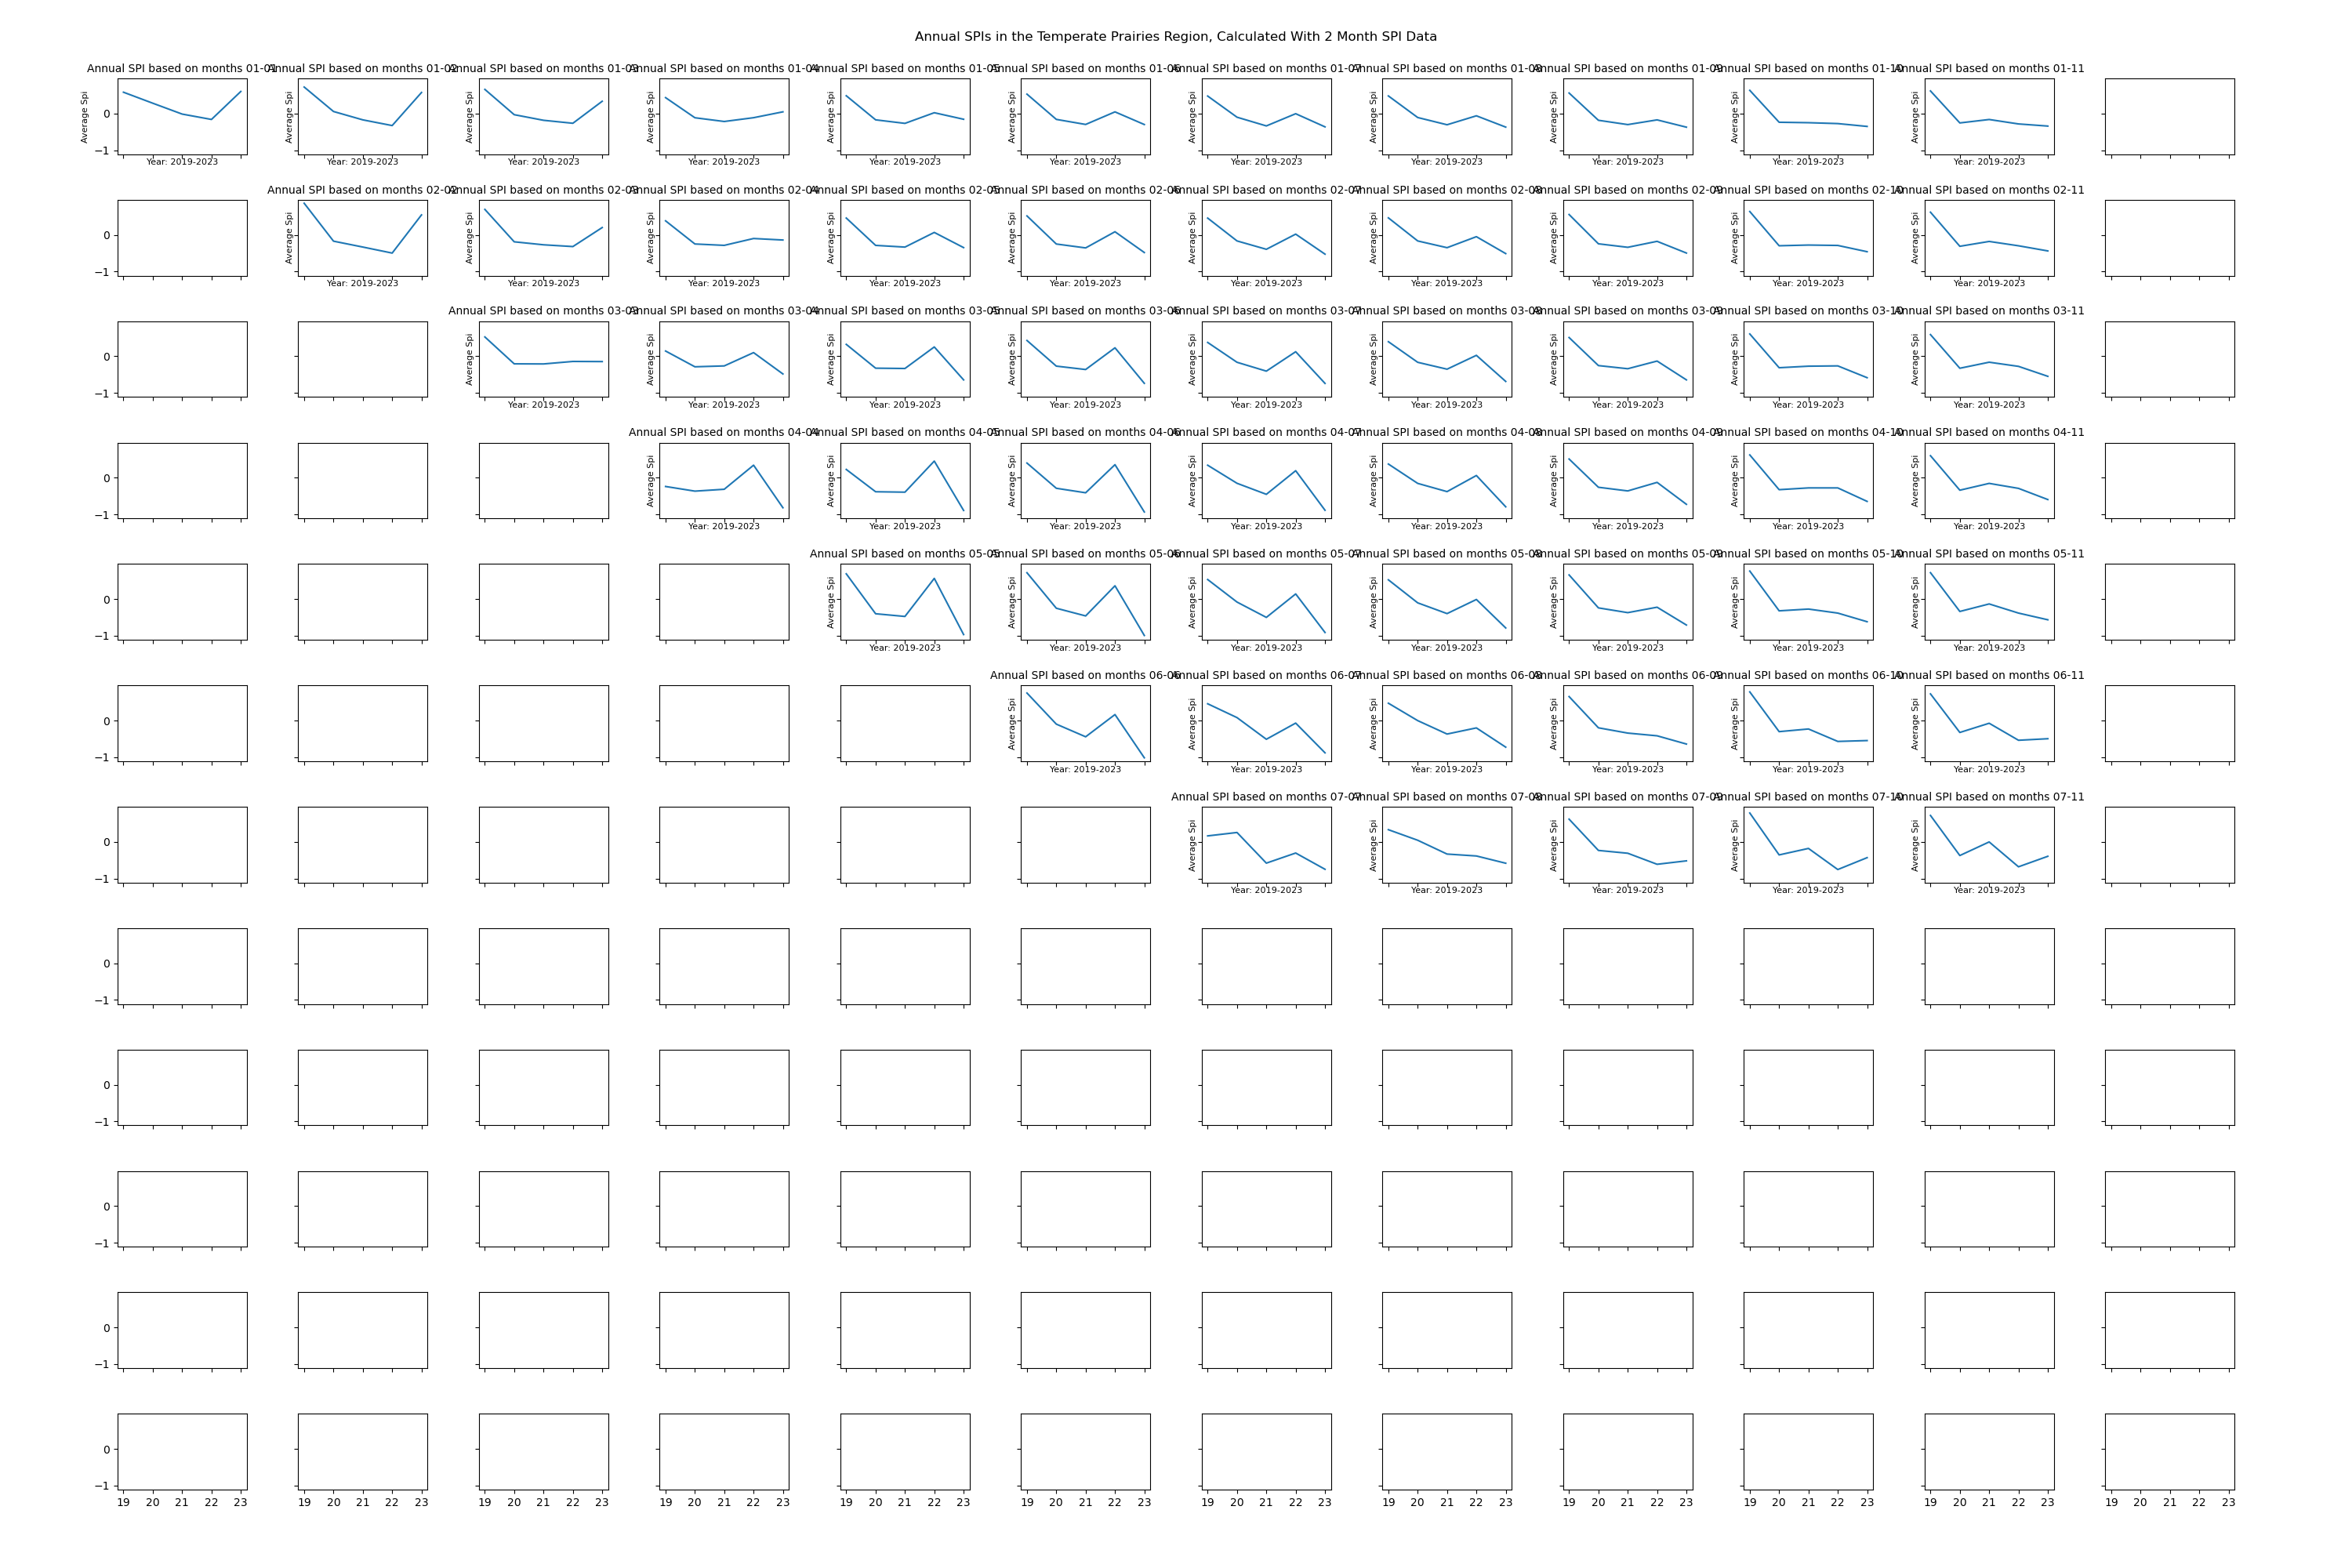 Annual SPIs in the Temperate Prairies Region, Calculated With 2 Month SPI Data
Annual SPI based on months 01-01 Annual SPI based on months 01-02 Annual SPI based on months 01-03 Annual SPI based on months 01-04 Annual SPI based on months 01-05 Annual SPI based on months 01-06 Annual SPI based on months 01-07 Annual SPI based on months 01-08 Annual SPI based on months 01-09 Annual SPI based on months 01-10 Annual SPI based on months 01-11
Average Spi Average Spi Average Spi Average Spi Average Spi Average Spi Average Spi Average Spi Average Spi Average Spi Average Spi
0
−1
Year: 2019-2023 Year: 2019-2023 Year: 2019-2023 Year: 2019-2023 Year: 2019-2023 Year: 2019-2023 Year: 2019-2023 Year: 2019-2023 Year: 2019-2023 Year: 2019-2023 Year: 2019-2023
Annual SPI based on months 02-02 Annual SPI based on months 02-03 Annual SPI based on months 02-04 Annual SPI based on months 02-05 Annual SPI based on months 02-06 Annual SPI based on months 02-07 Annual SPI based on months 02-08 Annual SPI based on months 02-09 Annual SPI based on months 02-10 Annual SPI based on months 02-11
Average Spi Average Spi Average Spi Average Spi Average Spi Average Spi Average Spi Average Spi Average Spi Average Spi
0
−1
Year: 2019-2023 Year: 2019-2023 Year: 2019-2023 Year: 2019-2023 Year: 2019-2023 Year: 2019-2023 Year: 2019-2023 Year: 2019-2023 Year: 2019-2023 Year: 2019-2023
Annual SPI based on months 03-03 Annual SPI based on months 03-04 Annual SPI based on months 03-05 Annual SPI based on months 03-06 Annual SPI based on months 03-07 Annual SPI based on months 03-08 Annual SPI based on months 03-09 Annual SPI based on months 03-10 Annual SPI based on months 03-11
Average Spi Average Spi Average Spi Average Spi Average Spi Average Spi Average Spi Average Spi Average Spi
0
−1
Year: 2019-2023 Year: 2019-2023 Year: 2019-2023 Year: 2019-2023 Year: 2019-2023 Year: 2019-2023 Year: 2019-2023 Year: 2019-2023 Year: 2019-2023
Annual SPI based on months 04-04 Annual SPI based on months 04-05 Annual SPI based on months 04-06 Annual SPI based on months 04-07 Annual SPI based on months 04-08 Annual SPI based on months 04-09 Annual SPI based on months 04-10 Annual SPI based on months 04-11
Average Spi Average Spi Average Spi Average Spi Average Spi Average Spi Average Spi Average Spi
0
−1
Year: 2019-2023 Year: 2019-2023 Year: 2019-2023 Year: 2019-2023 Year: 2019-2023 Year: 2019-2023 Year: 2019-2023 Year: 2019-2023
Annual SPI based on months 05-05 Annual SPI based on months 05-06 Annual SPI based on months 05-07 Annual SPI based on months 05-08 Annual SPI based on months 05-09 Annual SPI based on months 05-10 Annual SPI based on months 05-11
Average Spi Average Spi Average Spi Average Spi Average Spi Average Spi Average Spi
0
−1
Year: 2019-2023 Year: 2019-2023 Year: 2019-2023 Year: 2019-2023 Year: 2019-2023 Year: 2019-2023 Year: 2019-2023
Annual SPI based on months 06-06 Annual SPI based on months 06-07 Annual SPI based on months 06-08 Annual SPI based on months 06-09 Annual SPI based on months 06-10 Annual SPI based on months 06-11
Average Spi Average Spi Average Spi Average Spi Average Spi Average Spi
0
−1
Year: 2019-2023 Year: 2019-2023 Year: 2019-2023 Year: 2019-2023 Year: 2019-2023 Year: 2019-2023
Annual SPI based on months 07-07 Annual SPI based on months 07-08 Annual SPI based on months 07-09 Annual SPI based on months 07-10 Annual SPI based on months 07-11
Average Spi Average Spi Average Spi Average Spi Average Spi
0
−1
Year: 2019-2023 Year: 2019-2023 Year: 2019-2023 Year: 2019-2023 Year: 2019-2023
0
−1
0
−1
0
−1
0
−1
0
−1
19 20 21 22 23 19 20 21 22 23 19 20 21 22 23 19 20 21 22 23 19 20 21 22 23 19 20 21 22 23 19 20 21 22 23 19 20 21 22 23 19 20 21 22 23 19 20 21 22 23 19 20 21 22 23 19 20 21 22 23